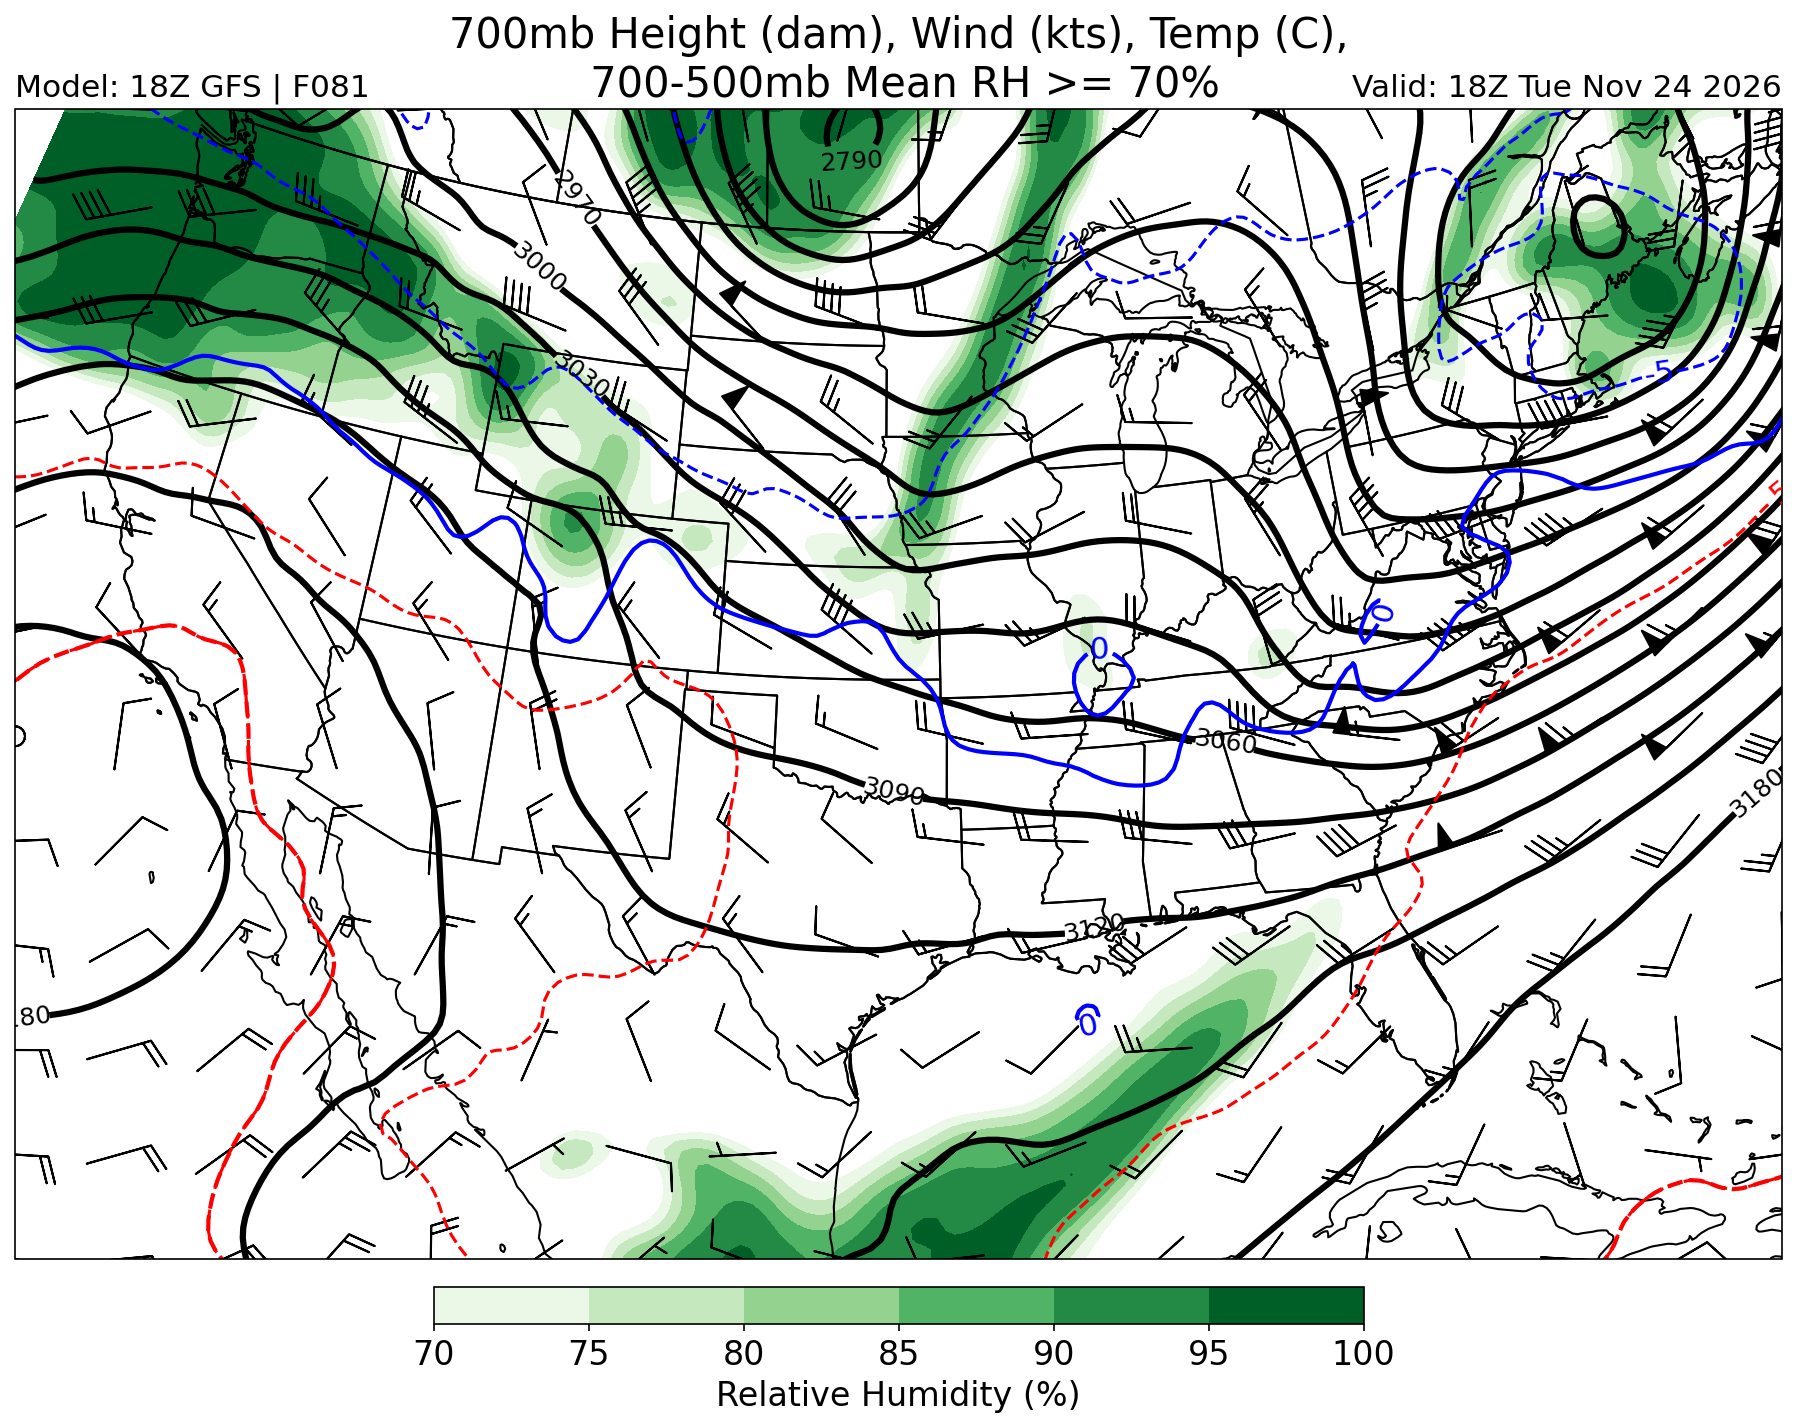 700mb Height (dam), Wind (kts), Temp (C),
700-500mb Mean RH >= 70%
Model: 18Z GFS | F081
Valid: 18Z Tue Nov 24 2026
2790
2970
3000
3030
-5
5
0
0
3060
3090
3180
3120
180
0
70 75 80 85 90 95 100
Relative Humidity (%)